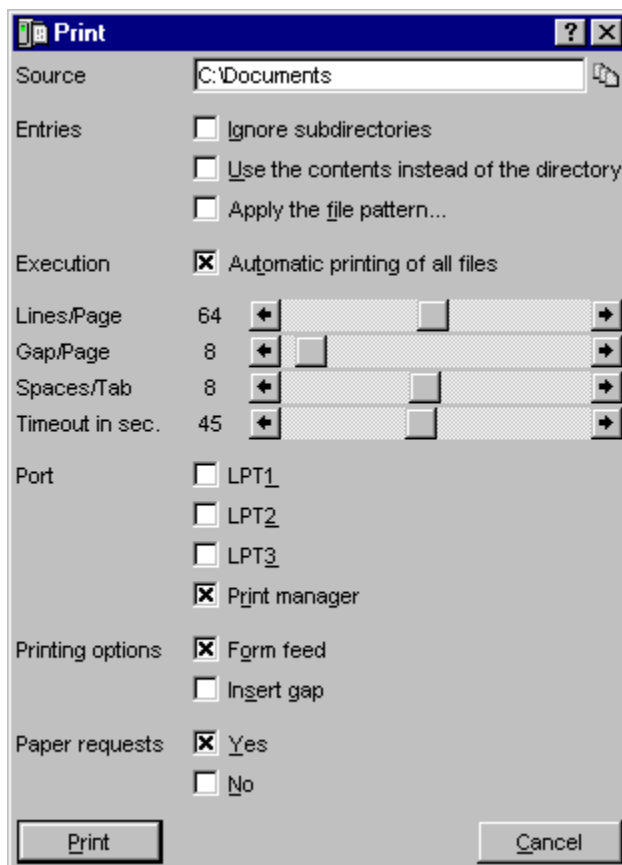 Print
Source C:\Documents
Entries Ignore subdirectories
Use the contents instead of the directory
Apply the file pattern...
Execution Automatic printing of all files
Lines/Page 64
Gap/Page 8
Spaces/Tab 8
Timeout in sec. 45
Port LPT1
LPT2
LPT3
Print manager
Printing options Form feed
Insert gap
Paper requests Yes
No
Print Cancel